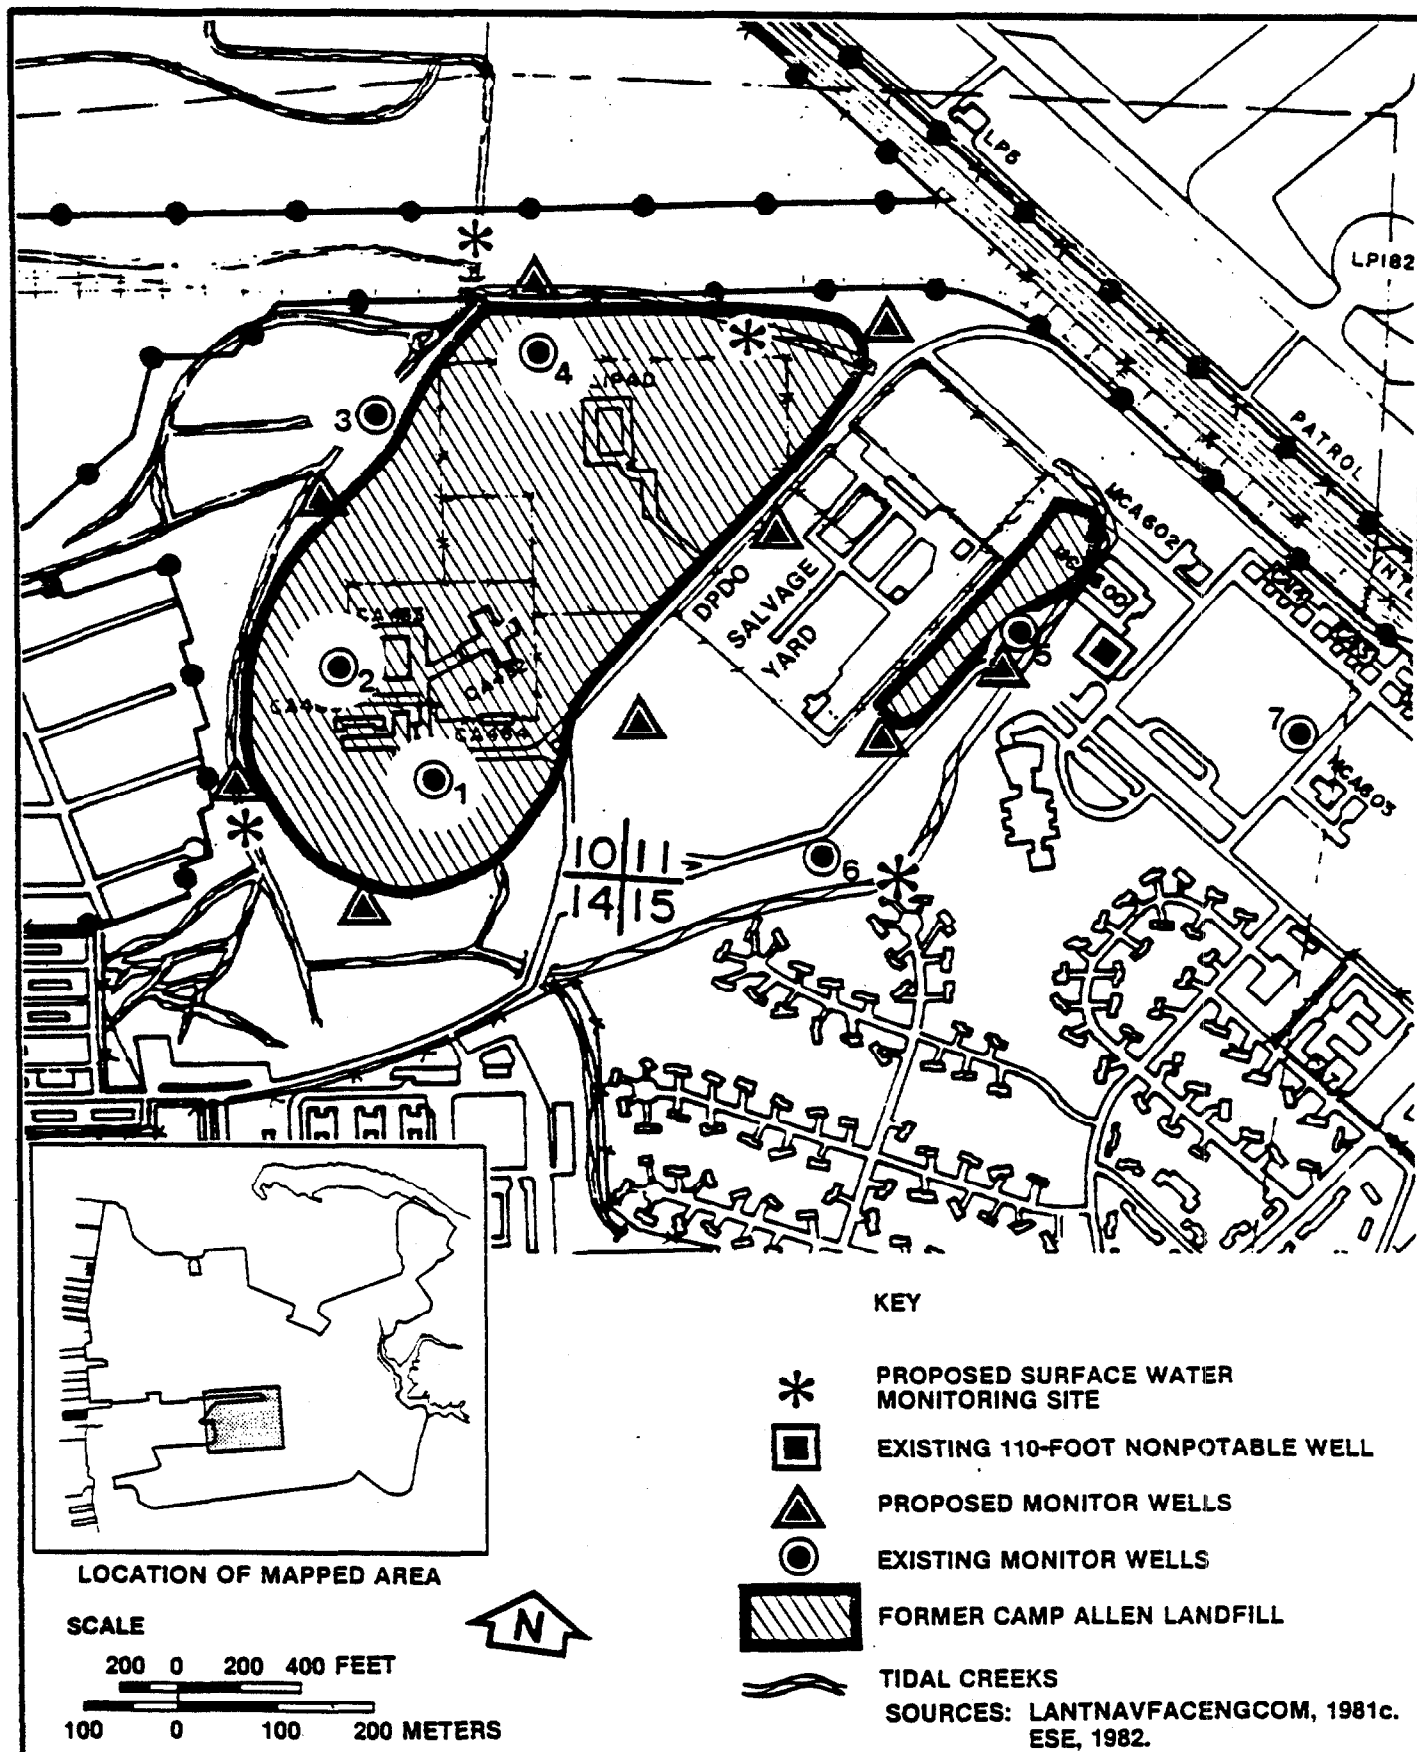 LP6
LP182
PATROL
4
3
MCA602
DPDO
SALVAGE
YARD
CA483
2
5
CA482
CA484
1
7
MCA603
10 11
14 15
6
KEY
PROPOSED SURFACE WATER
MONITORING SITE
EXISTING 110-FOOT NONPOTABLE WELL
PROPOSED MONITOR WELLS
EXISTING MONITOR WELLS
FORMER CAMP ALLEN LANDFILL
TIDAL CREEKS
SOURCES: LANTNAVFACENGCOM, 1981c.
ESE, 1982.
LOCATION OF MAPPED AREA
N
SCALE
200 0 200 400 FEET
100 0 100 200 METERS